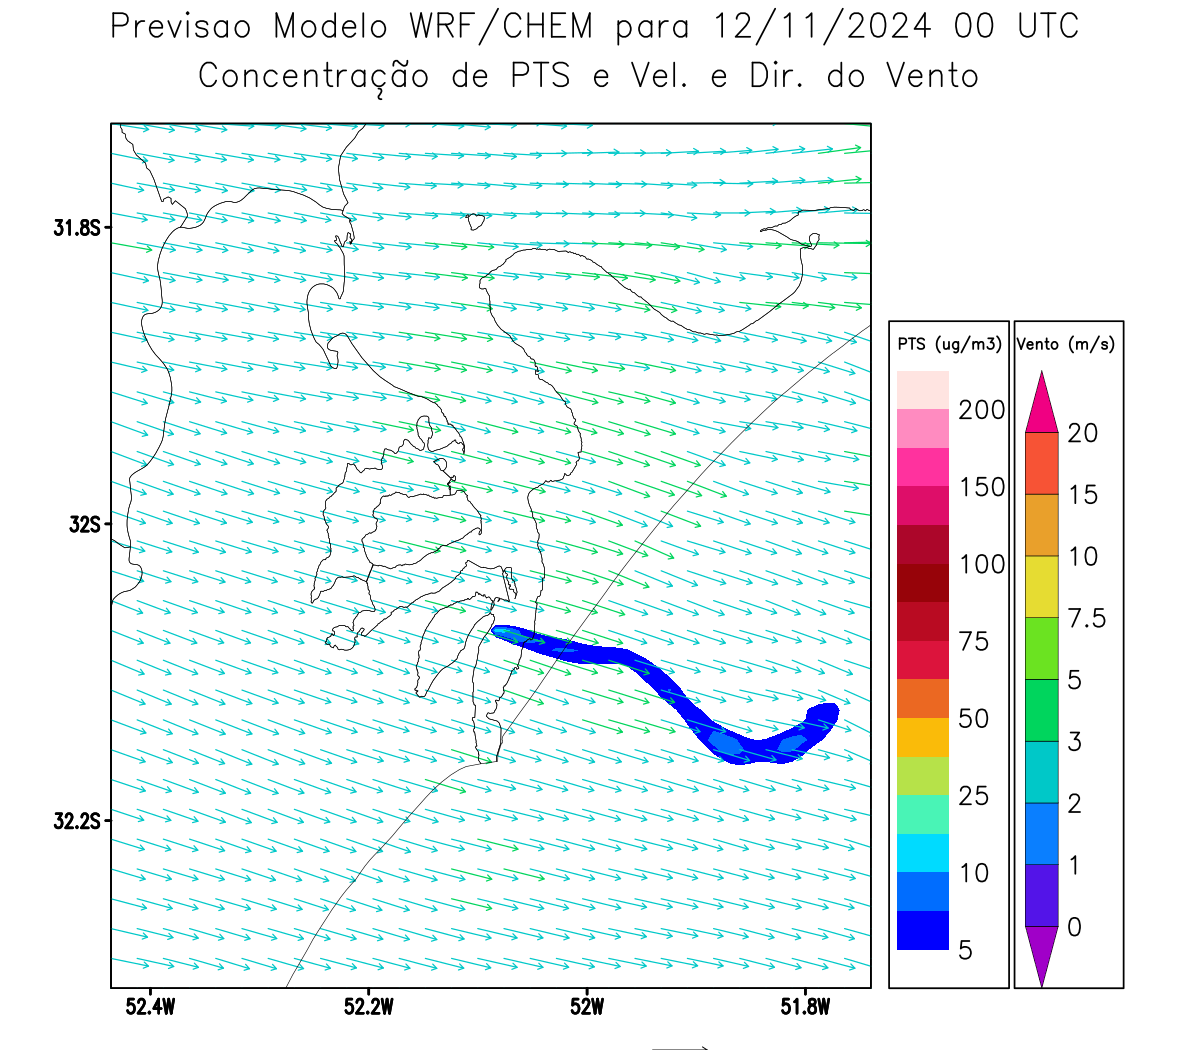 Previsao Modelo WRF/CHEM para 12/11/2024 00 UTC
Concentração de PTS e Vel. e Dir. do Vento
31.8S
32S
32.2S
52.4W
52.2W
52W
51.8W
PTS (ug/m3)
200
150
100
75
50
25
10
5
Vento (m/s)
20
15
10
7.5
5
3
2
1
0